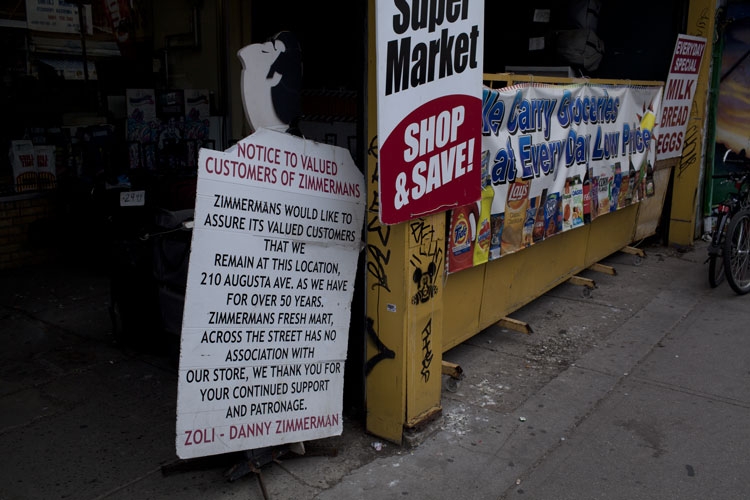 NOTICE TO VALUED
CUSTOMERS OF ZIMMERMANS
ZIMMERMANS WOULD LIKE TO
ASSURE ITS VALUED CUSTOMERS
THAT WE
REMAIN AT THIS LOCATION,
210 AUGUSTA AVE. AS WE HAVE
FOR OVER 50 YEARS.
ZIMMERMANS FRESH MART,
ACROSS THE STREET HAS NO
ASSOCIATION WITH
OUR STORE, WE THANK YOU FOR
YOUR CONTINUED SUPPORT
AND PATRONAGE.
ZOLI - DANNY ZIMMERMAN
Super
Market
SHOP
& SAVE!
We Carry Groceries
at Every Day Low Price
Tide
Lay's
EVERYDAY
SPECIAL
MILK
BREAD
EGGS